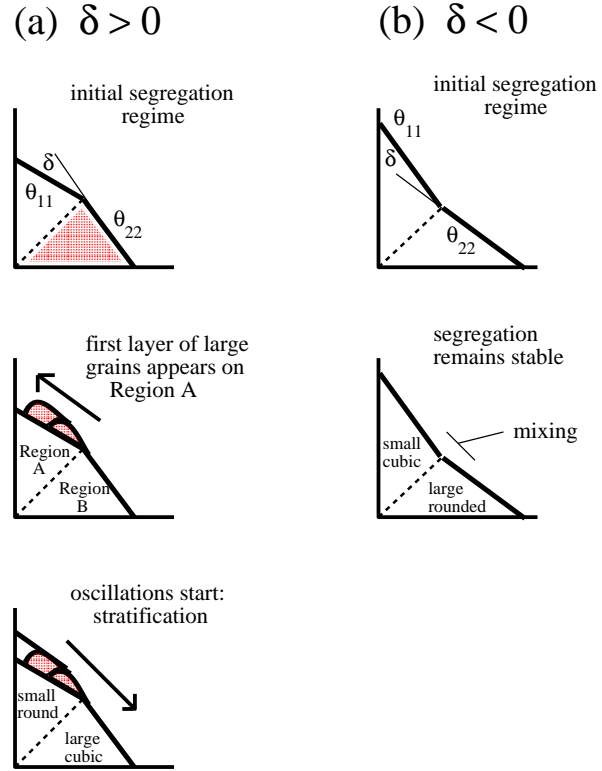 (a) δ > 0
initial segregation
regime
δ
θ11
θ22
first layer of large
grains appears on
Region A
Region
A
Region
B
oscillations start:
stratification
small
round
large
cubic
(b) δ < 0
initial segregation
regime
θ11
δ
θ22
segregation
remains stable
mixing
small
cubic
large
rounded